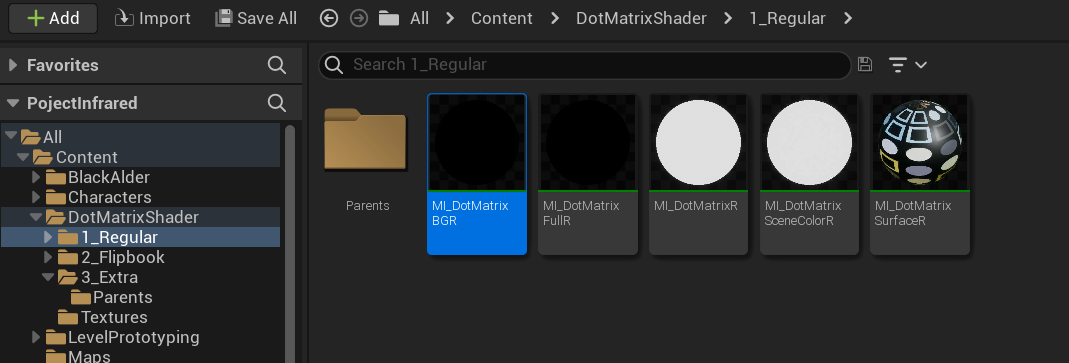 Add Import Save All All Content DotMatrixShader 1_Regular
Favorites
Search 1_Regular
PojectInfrared
All
Content
BlackAlder
Characters
DotMatrixShader
1_Regular
2_Flipbook
3_Extra
Parents
Textures
LevelPrototyping
Maps
Parents
MI_DotMatrix
BGR
MI_DotMatrix
FullR
MI_DotMatrixR
MI_DotMatrix
SceneColorR
MI_DotMatrix
SurfaceR